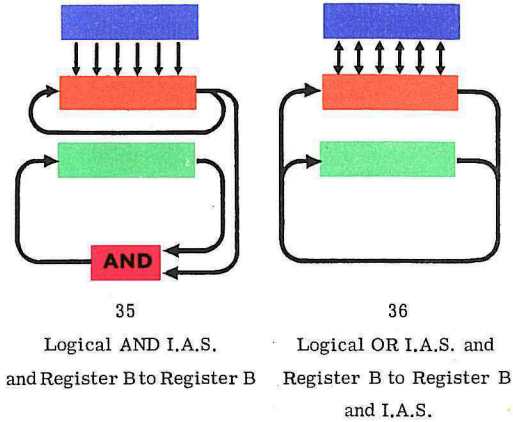 AND
35
Logical AND I.A.S.
and Register B to Register B
36
Logical OR I.A.S. and
Register B to Register B
and I.A.S.